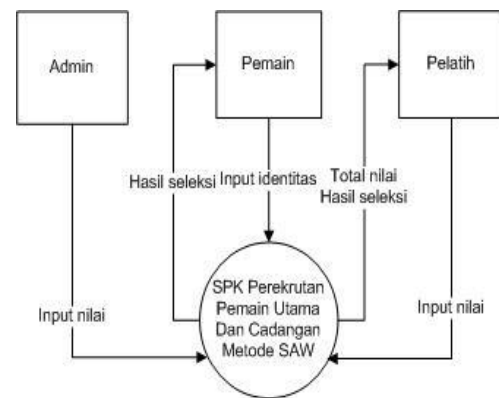 Admin
Pemain
Pelatih
Hasil seleksi
Input identitas
Total nilai
Hasil seleksi
SPK Perekrutan
Pemain Utama
Dan Cadangan
Metode SAW
Input nilai
Input nilai